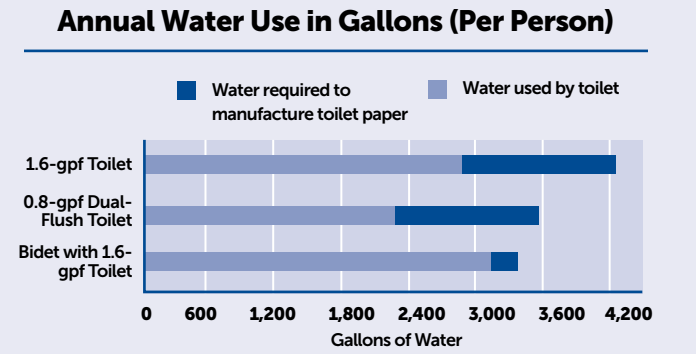 Annual Water Use in Gallons (Per Person)
Water required to
manufacture toilet paper
Water used by toilet
1.6-gpf Toilet
0.8-gpf Dual-
Flush Toilet
Bidet with 1.6-
gpf Toilet
0 600 1,200 1,800 2,400 3,000 3,600 4,200
Gallons of Water